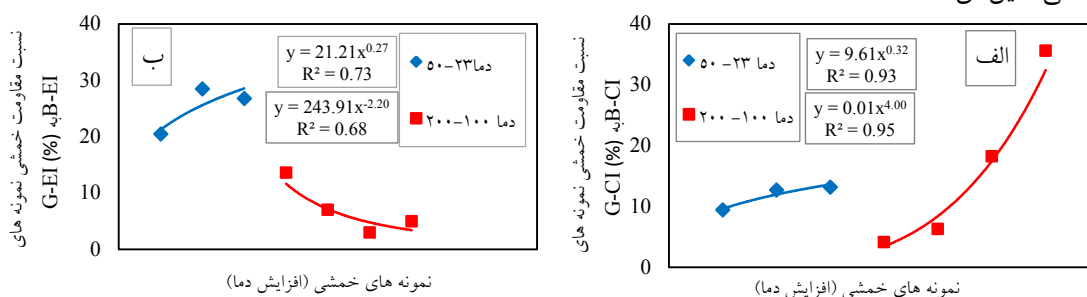 نسبت مقاومت خمشی نمونه های
G-CI به B-CI (%)
40
30
20
10
0
دما ۲۳-۵۰
دما ۱۰۰-۲۰۰
y = 9.61x^0.32
R² = 0.93
y = 0.01x^4.00
R² = 0.95
الف
نمونه های خمشی (افزایش دما)
نسبت مقاومت خمشی نمونه های
G-EI به B-EI (%)
40
30
20
10
0
ب
y = 21.21x^0.27
R² = 0.73
y = 243.91x^-2.20
R² = 0.68
دما۲۳-۵۰
دما ۱۰۰-۲۰۰
نمونه های خمشی (افزایش دما)